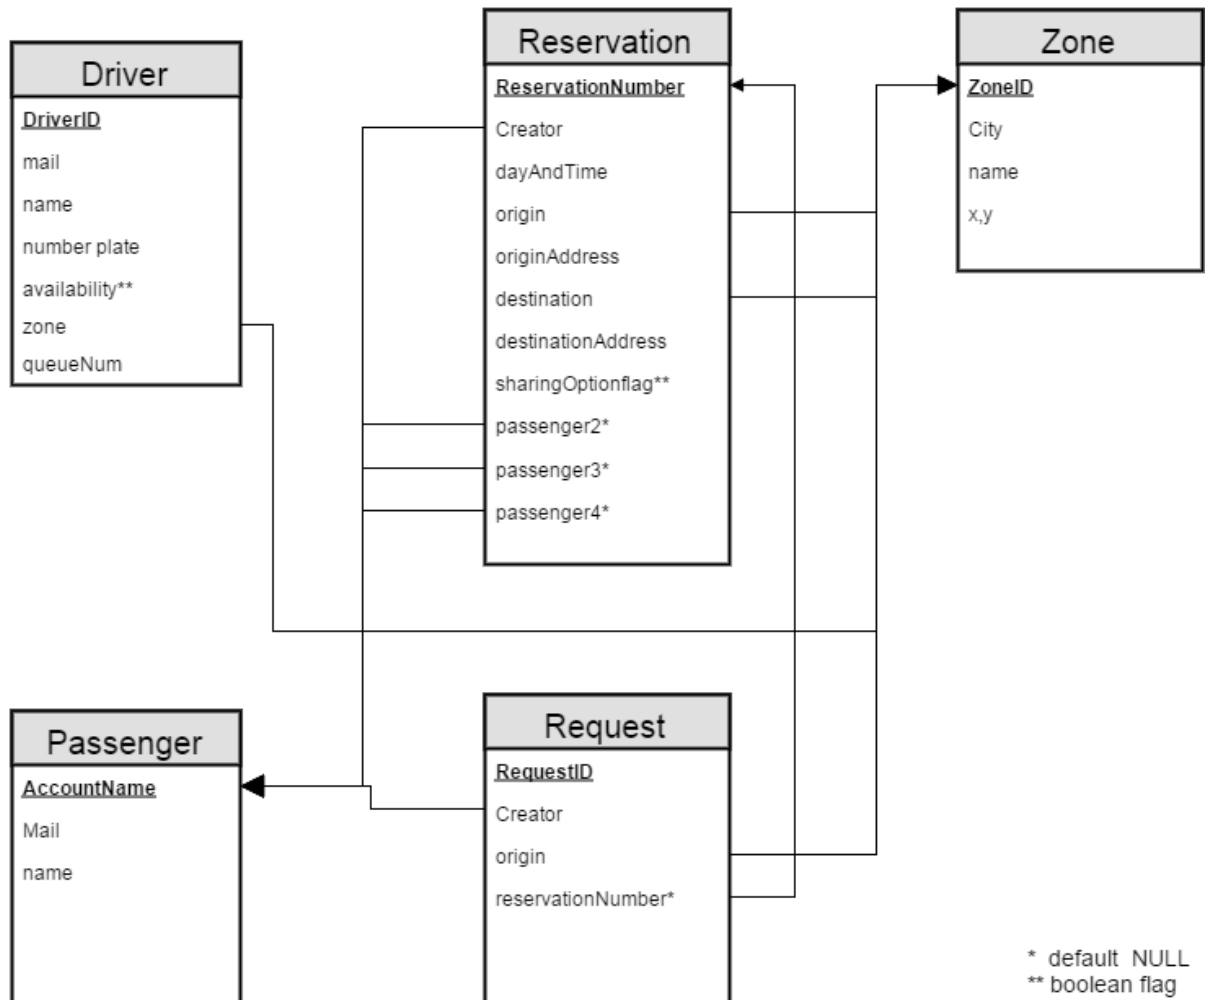 Driver
DriverID
mail
name
number plate
availability**
zone
queueNum
Reservation
ReservationNumber
Creator
dayAndTime
origin
originAddress
destination
destinationAddress
sharingOptionflag**
passenger2*
passenger3*
passenger4*
Zone
ZoneID
City
name
x,y
Passenger
AccountName
Mail
name
Request
RequestID
Creator
origin
reservationNumber*
* default NULL
** boolean flag